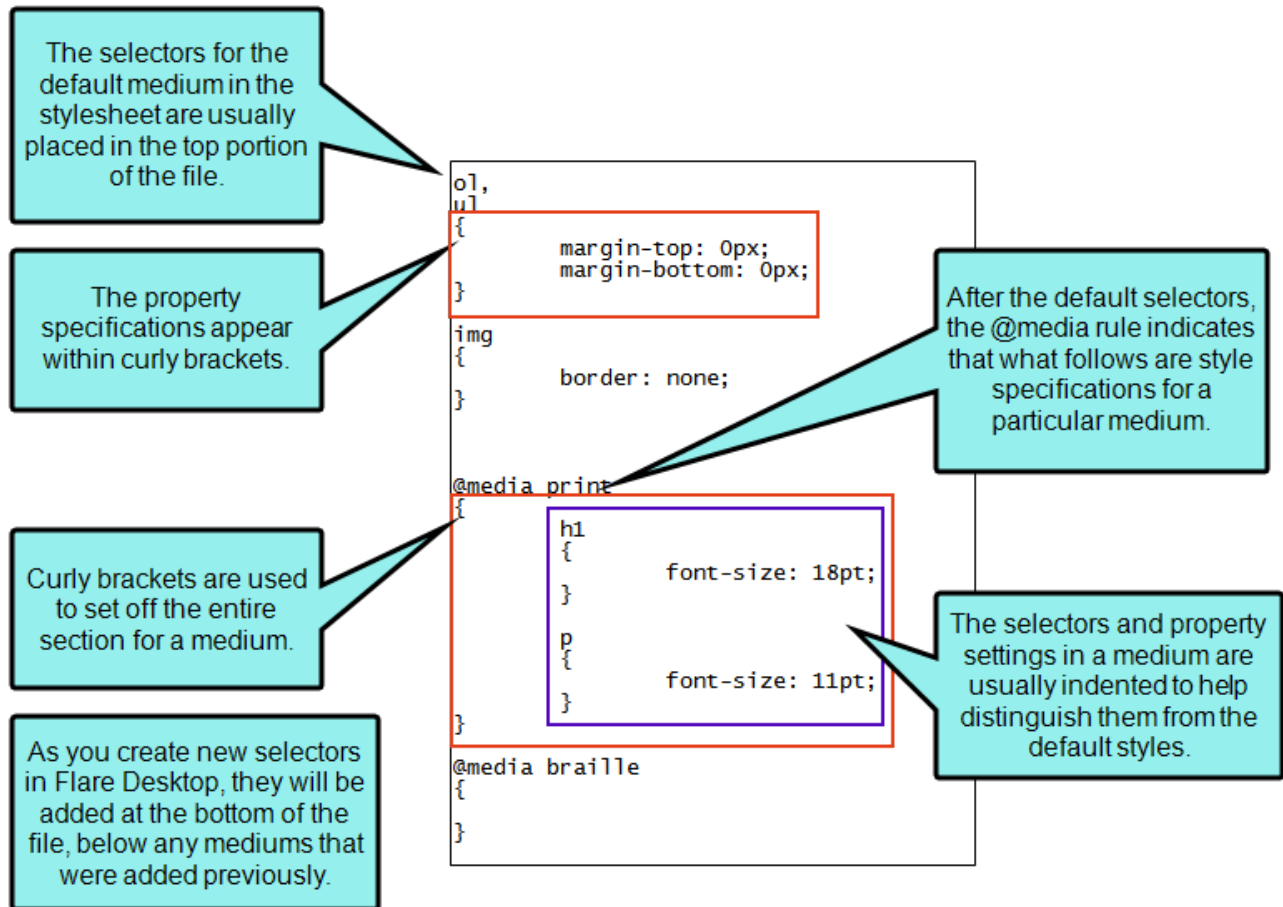 The selectors for the
default medium in the
stylesheet are usually
placed in the top portion
of the file.
The property
specifications appear
within curly brackets.
Curly brackets are used
to set off the entire
section for a medium.
As you create new selectors
in Flare Desktop, they will be
added at the bottom of the
file, below any mediums that
were added previously.
ol,
ul
{
margin-top: 0px;
margin-bottom: 0px;
}
img
{
border: none;
}
@media print
{
h1
{
font-size: 18pt;
}
p
{
font-size: 11pt;
}
}
@media braille
{
}
After the default selectors,
the @media rule indicates
that what follows are style
specifications for a
particular medium.
The selectors and property
settings in a medium are
usually indented to help
distinguish them from the
default styles.